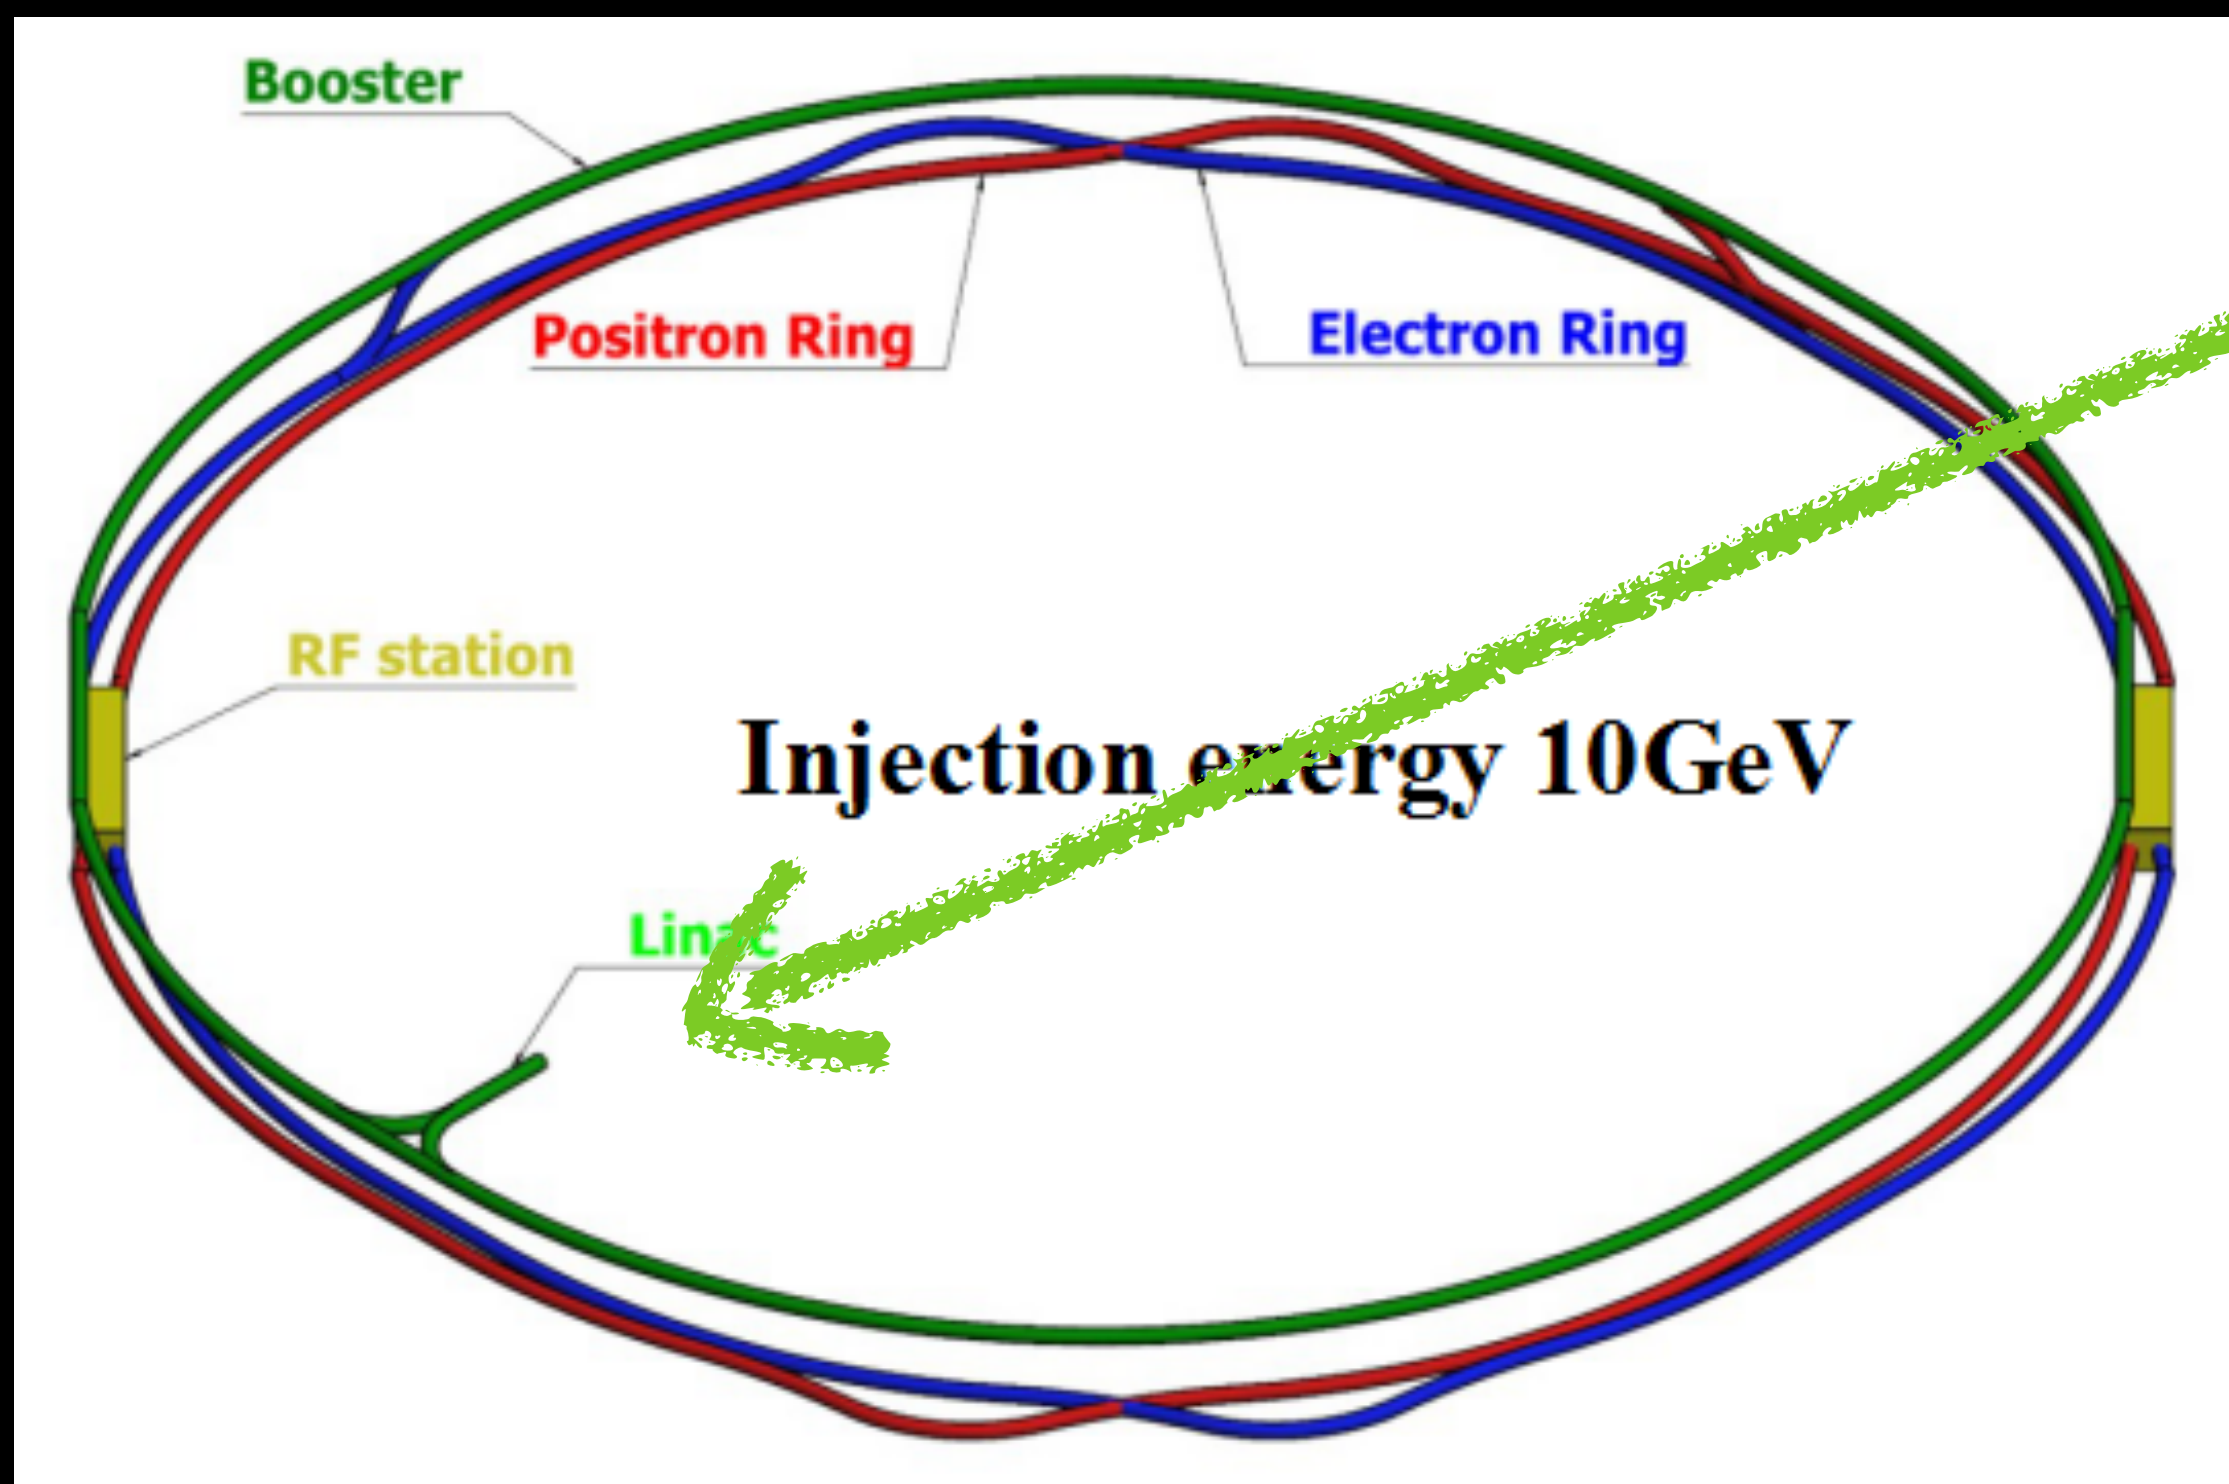 Booster
Positron Ring
Electron Ring
RF station
Injection energy 10GeV
Linac